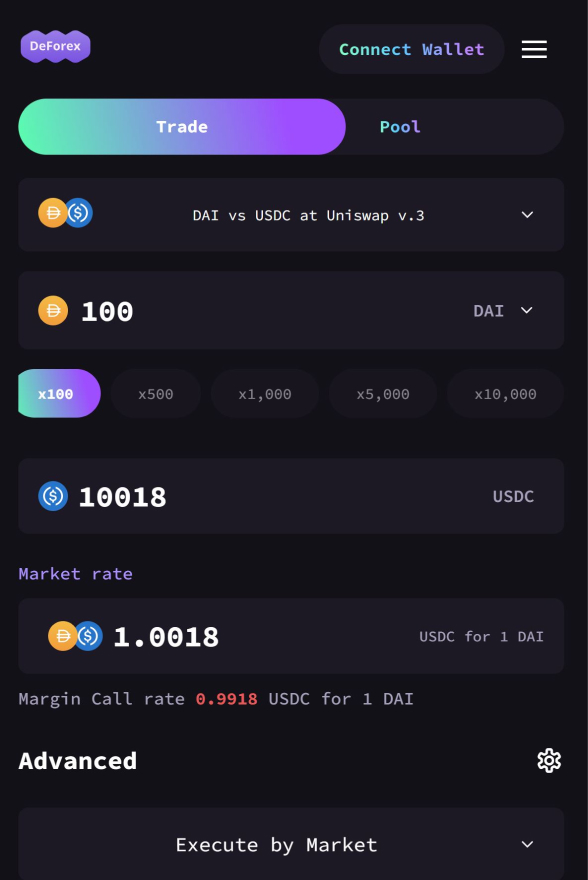 DeForex
Connect Wallet
Trade Pool
DAI vs USDC at Uniswap v.3
100 DAI
x100 x500 x1,000 x5,000 x10,000
10018 USDC
Market rate
1.0018 USDC for 1 DAI
Margin Call rate 0.9918 USDC for 1 DAI
Advanced
Execute by Market